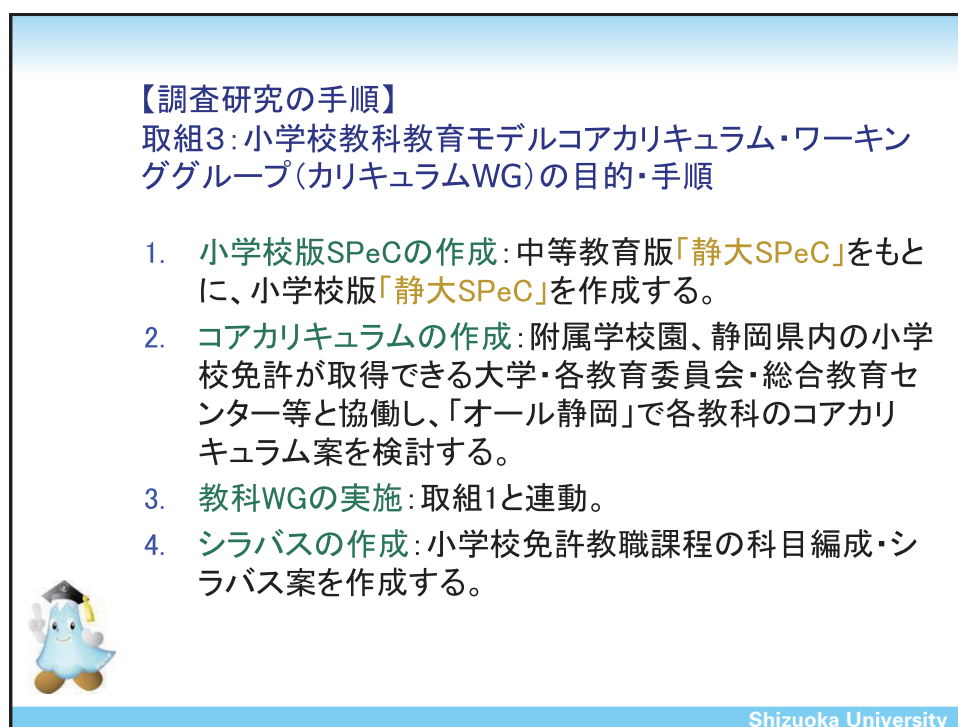 【調査研究の手順】
取組3:小学校教科教育モデルコアカリキュラム・ワーキン
ググループ(カリキュラムWG)の目的・手順
1. 小学校版SPeCの作成:中等教育版「静大SPeC」をもと
に、小学校版「静大SPeC」を作成する。
2. コアカリキュラムの作成:附属学校園、静岡県内の小学
校免許が取得できる大学・各教育委員会・総合教育セ
ンター等と協働し、「オール静岡」で各教科のコアカリ
キュラム案を検討する。
3. 教科WGの実施:取組1と連動。
4. シラバスの作成:小学校免許教職課程の科目編成・シ
ラバス案を作成する。
Shizuoka University